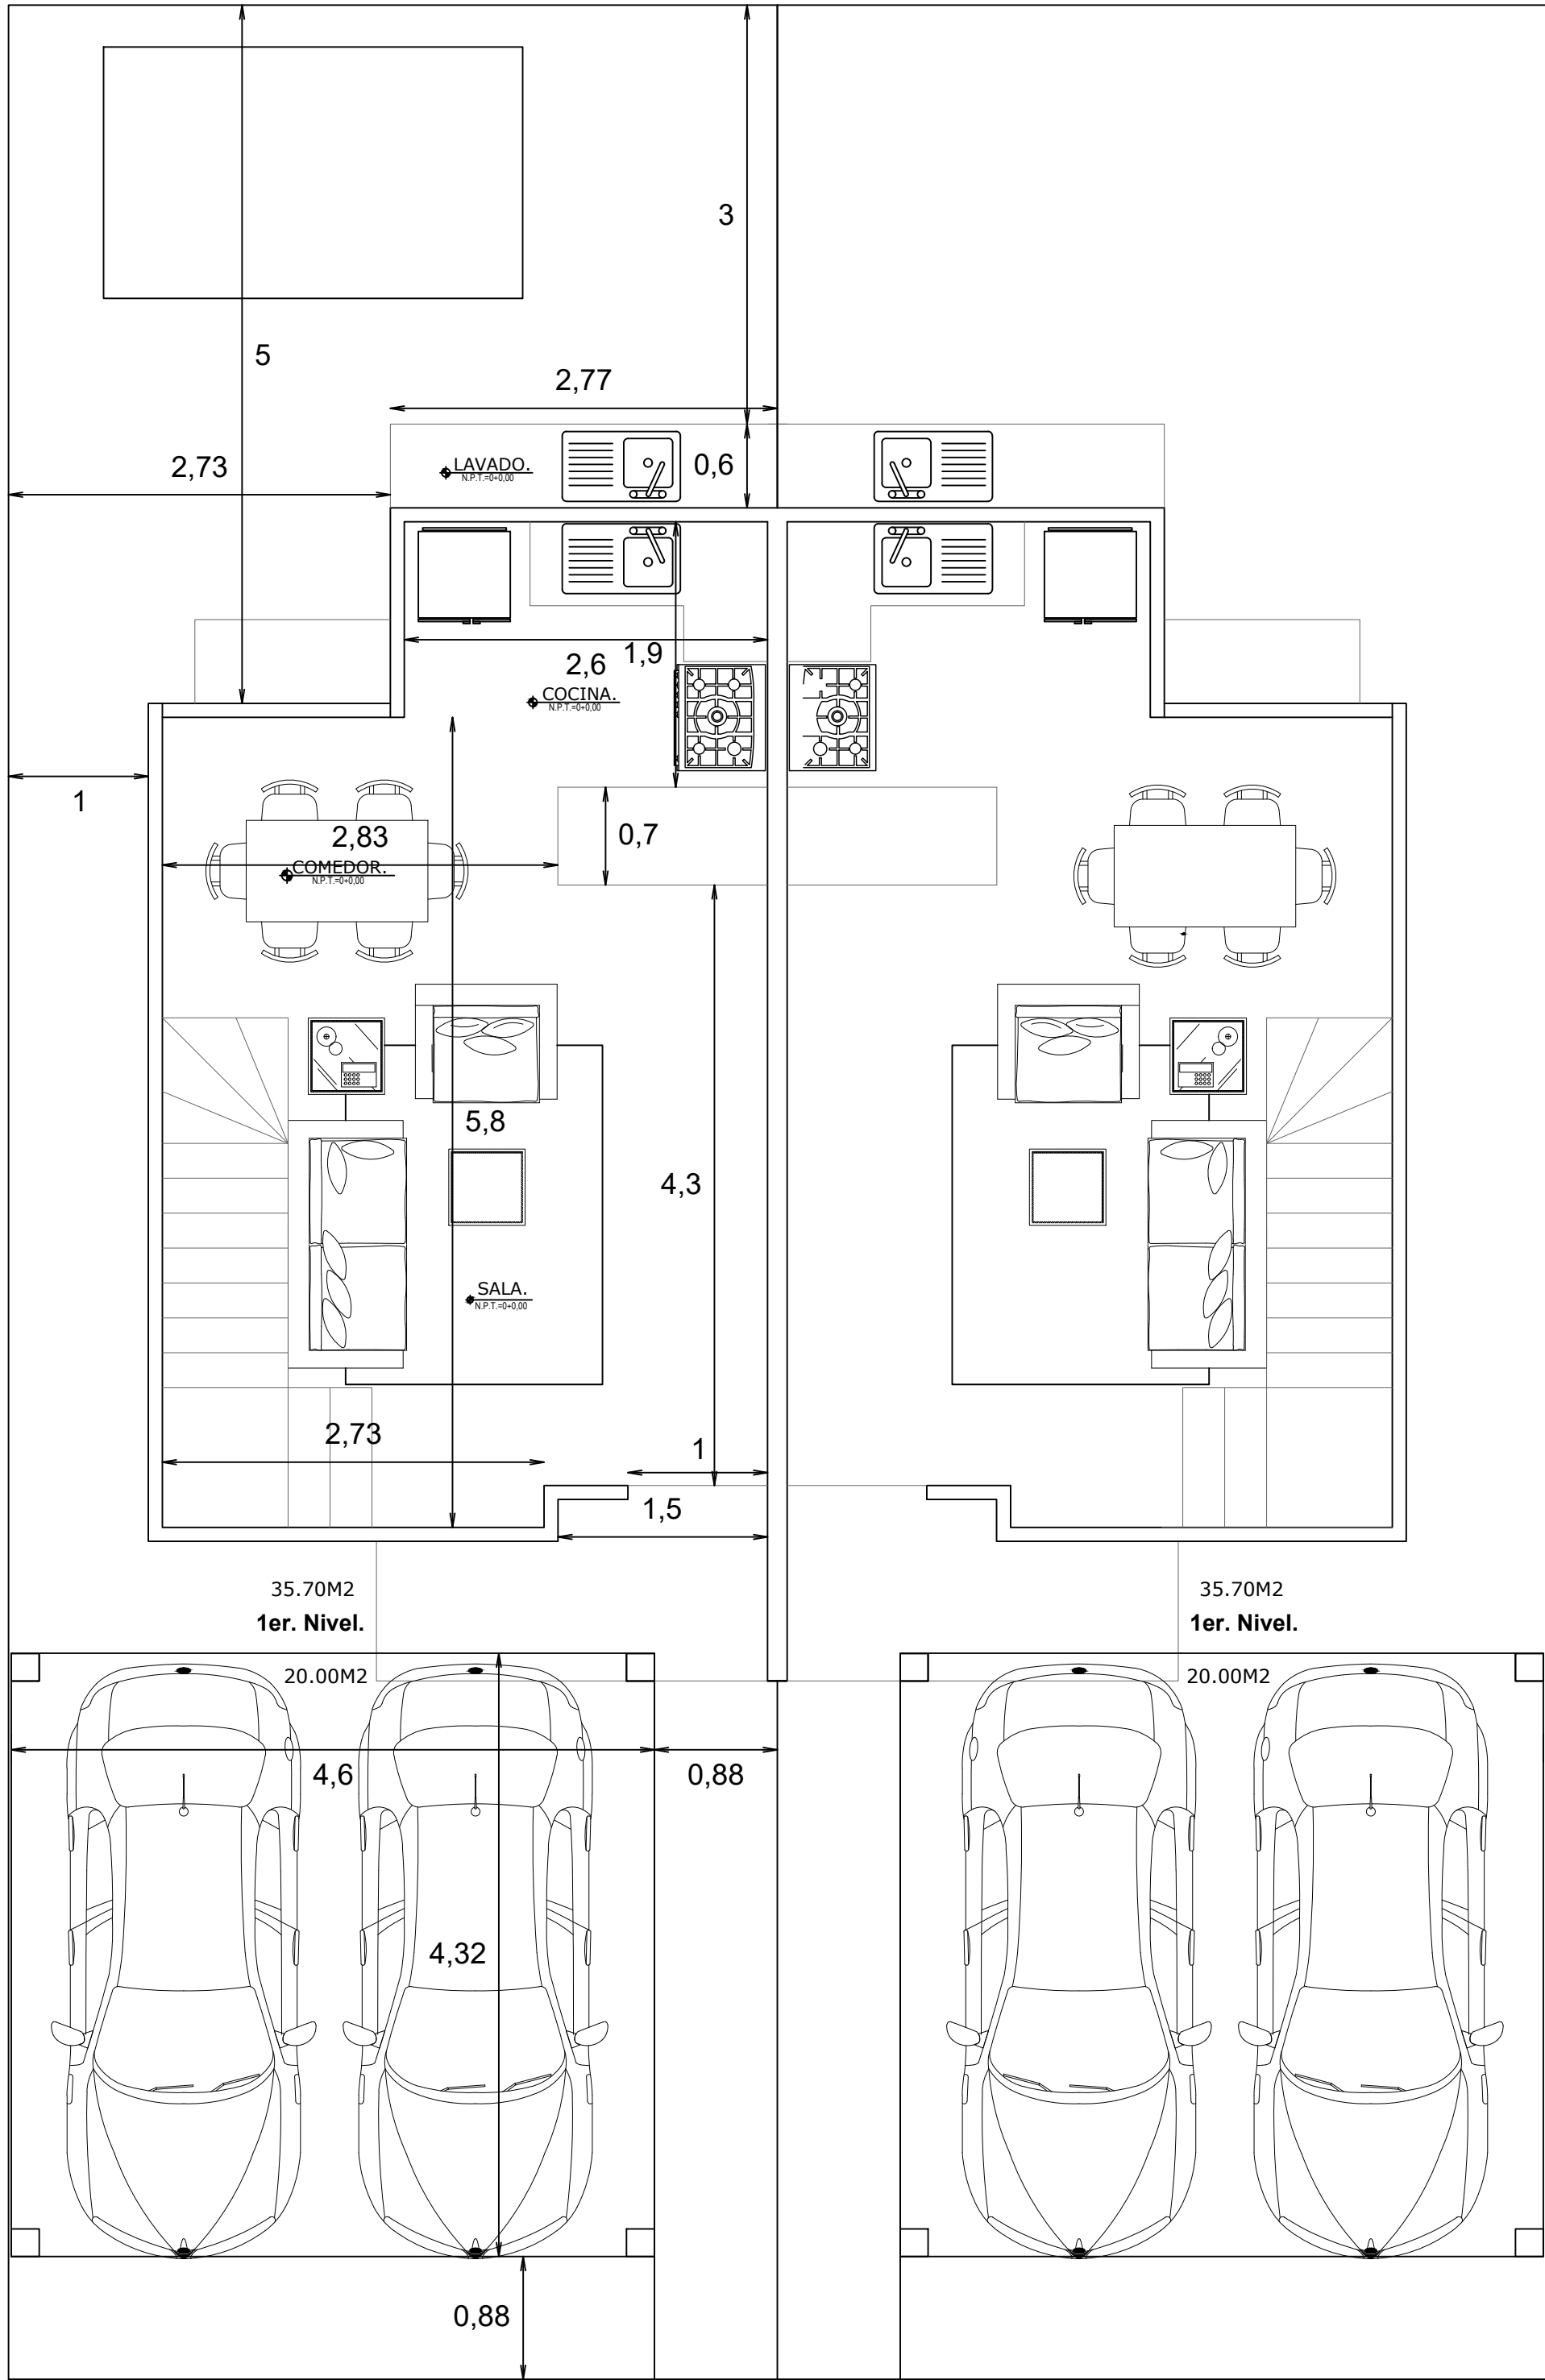 3
5
2,77
2,73
LAVADO.
N.P.T.=0+0,00
0,6
1,9
2,6
COCINA.
N.P.T.=0+0,00
1
2,83
0,7
COMEDOR.
N.P.T.=0+0,00
5,8
4,3
SALA.
N.P.T.=0+0,00
2,73
1
1,5
35.70M2
1er. Nivel.
20.00M2
35.70M2
1er. Nivel.
20.00M2
4,6
0,88
4,32
0,88